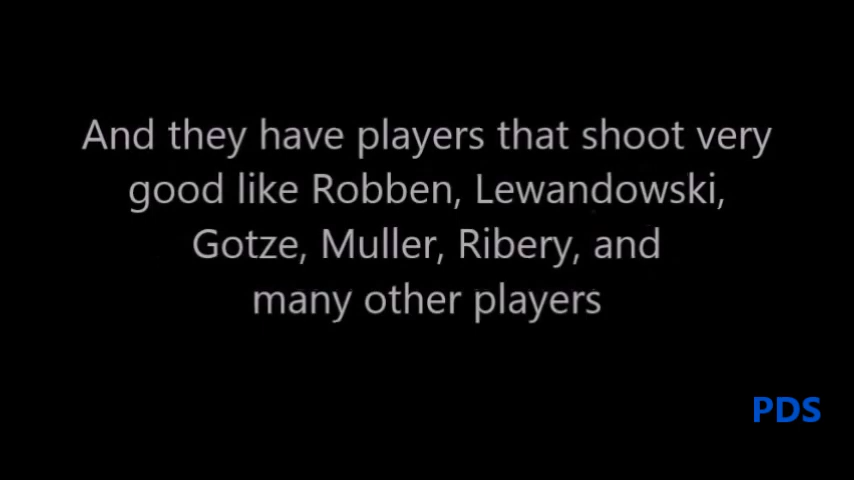 And they have players that shoot very
good like Robben, Lewandowski,
Gotze, Muller, Ribery, and
many other players
PDS